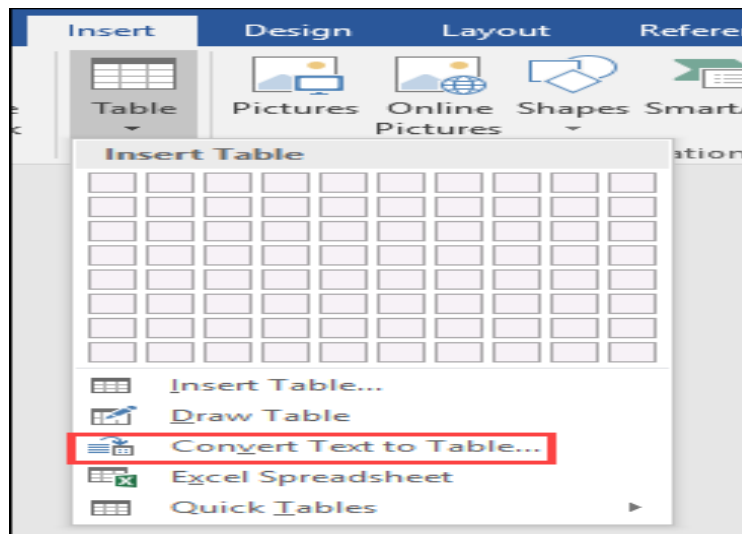 Insert Design Layout Refere
Table Pictures Online Pictures Shapes Smart
Insert Table
ation
Insert Table...
Draw Table
Convert Text to Table...
Excel Spreadsheet
Quick Tables